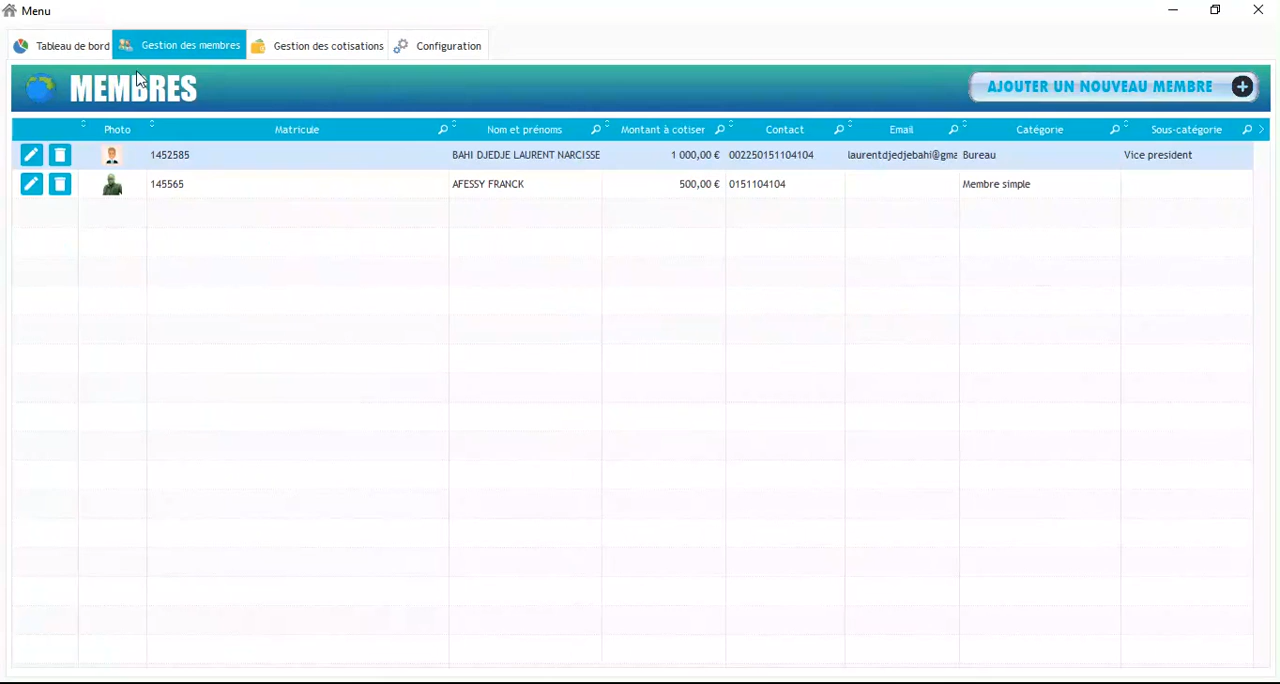 Menu
Tableau de bord Gestion des membres Gestion des cotisations Configuration
MEMBRES AJOUTER UN NOUVEAU MEMBRE
Photo Matricule Nom et prénoms Montant à cotiser Contact Email Catégorie Sous-catégorie
1452585 BAHI DJEDJE LAURENT NARCISSE 1 000,00 € 002250151104104 laurentdjedjebahi@gma Bureau Vice president
145565 AFESSY FRANCK 500,00 € 0151104104 Membre simple